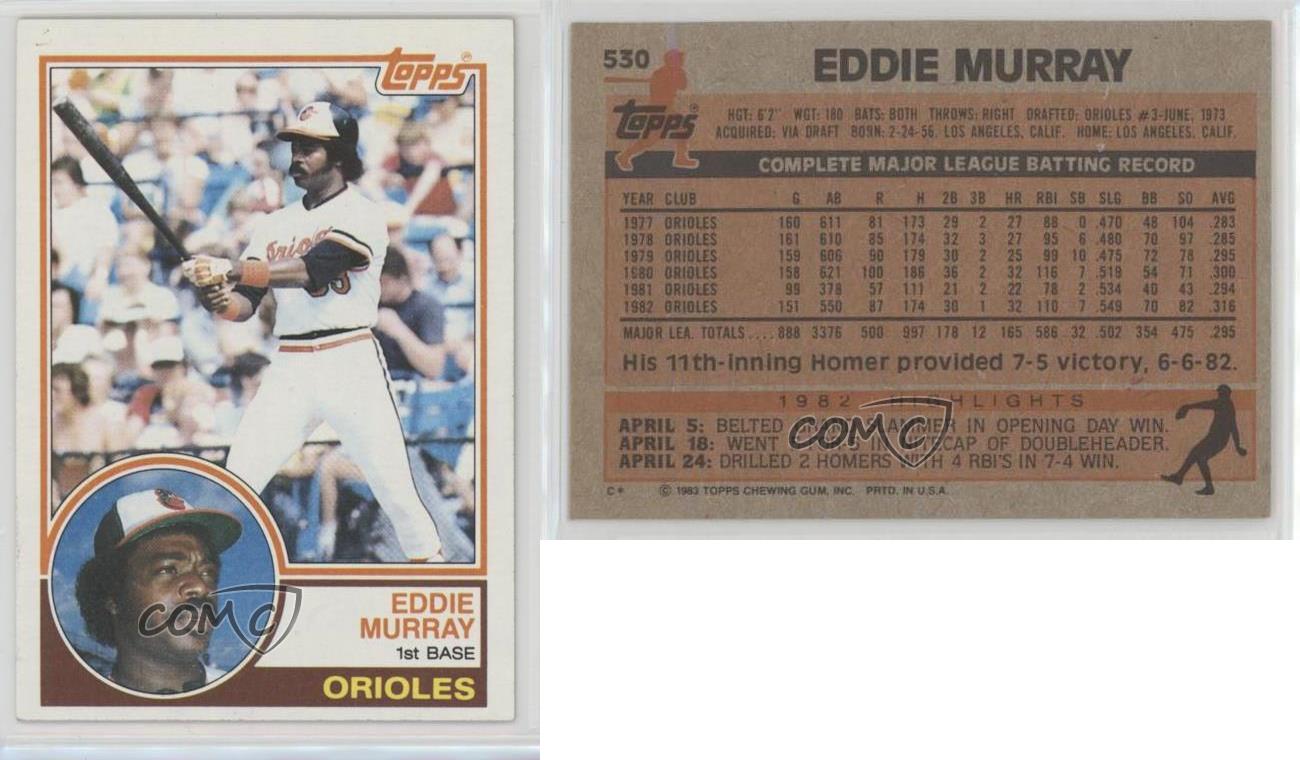 Topps
Orioles
33
COMC
EDDIE
MURRAY
1st BASE
ORIOLES
530
EDDIE MURRAY
Topps
HGT: 6'2" WGT: 180 BATS: BOTH THROWS: RIGHT DRAFTED: ORIOLES #3-JUNE, 1973
ACQUIRED: VIA DRAFT BORN: 2-24-56, LOS ANGELES, CALIF. HOME: LOS ANGELES, CALIF.
COMPLETE MAJOR LEAGUE BATTING RECORD
YEAR CLUB G AB R H 2B 3B HR RBI SB SLG BB SO AVG
1977 ORIOLES 160 611 81 173 29 2 27 88 0 .470 48 104 .283
1978 ORIOLES 161 610 85 174 32 3 27 95 6 .480 70 97 .285
1979 ORIOLES 159 606 90 179 30 2 25 99 10 .475 72 78 .295
1980 ORIOLES 158 621 100 186 36 2 32 116 7 .519 54 71 .300
1981 ORIOLES 99 378 57 111 21 2 22 78 2 .534 40 43 .294
1982 ORIOLES 151 550 87 174 30 1 32 110 7 .549 70 82 .316
MAJOR LEA. TOTALS.... 888 3376 500 997 178 12 165 586 32 .502 354 475 .295
His 11th-inning Homer provided 7-5 victory, 6-6-82.
1982 HIGHLIGHTS
APRIL 5: BELTED IN OPENING DAY WIN.
APRIL 18: WENT IN OF DOUBLEHEADER.
APRIL 24: DRILLED 2 HOMERS WITH 4 RBI'S IN 7-4 WIN.
COMC
C* © 1983 TOPPS CHEWING GUM, INC. PRTD. IN U.S.A.